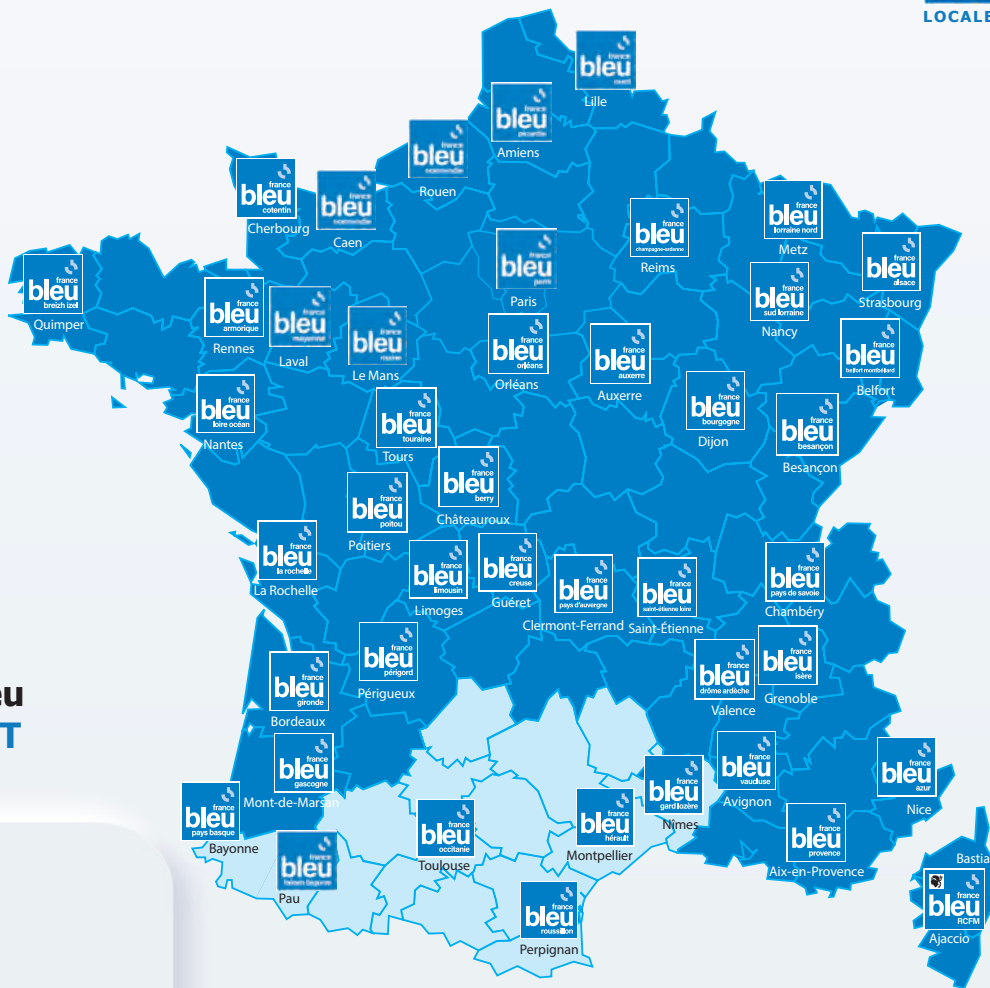 LOCALE
france
bleu
nord
Lille
france
bleu
picardie
Amiens
france
bleu
normandie
Rouen
france
bleu
cotentin
Cherbourg
france
bleu
normandie
Caen
france
bleu
champagne-ardenne
Reims
france
bleu
lorraine nord
Metz
france
bleu
alsace
Strasbourg
france
bleu
paris
Paris
france
bleu
breizh izel
Quimper
france
bleu
armorique
Rennes
france
bleu
mayenne
Laval
france
bleu
maine
Le Mans
france
bleu
orléans
Orléans
france
bleu
auxerre
Auxerre
france
bleu
sud lorraine
Nancy
france
bleu
belfort montbéliard
Belfort
france
bleu
loire océan
Nantes
france
bleu
touraine
Tours
france
bleu
bourgogne
Dijon
france
bleu
besançon
Besançon
france
bleu
berry
Châteauroux
france
bleu
poitou
Poitiers
france
bleu
la rochelle
La Rochelle
france
bleu
limousin
Limoges
france
bleu
creuse
Guéret
france
bleu
pays d'auvergne
Clermont-Ferrand
france
bleu
saint-étienne loire
Saint-Étienne
france
bleu
pays de savoie
Chambéry
france
bleu
périgord
Périgueux
france
bleu
drôme ardèche
Valence
france
bleu
isère
Grenoble
france
bleu
gironde
Bordeaux
eu
T
france
bleu
gascogne
Mont-de-Marsan
france
bleu
gard lozère
Nîmes
france
bleu
vaucluse
Avignon
france
bleu
azur
Nice
france
bleu
pays basque
Bayonne
france
bleu
occitanie
Toulouse
france
bleu
hérault
Montpellier
france
bleu
provence
Aix-en-Provence
france
bleu
Pau
france
bleu
roussillon
Perpignan
Bastia
france
bleu
RCFM
Ajaccio